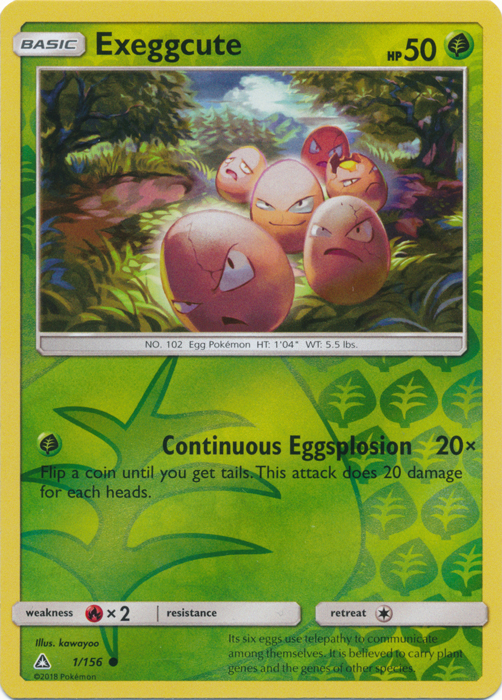 BASIC Exeggcute HP 50
NO. 102 Egg Pokémon HT: 1'04" WT: 5.5 lbs.
Continuous Eggsplosion 20×
Flip a coin until you get tails. This attack does 20 damage
for each heads.
weakness × 2 resistance retreat
Illus. kawayoo
1/156
©2018 Pokémon
Its six eggs use telepathy to communicate
among themselves. It is believed to carry plant
genes and the genes of other species.